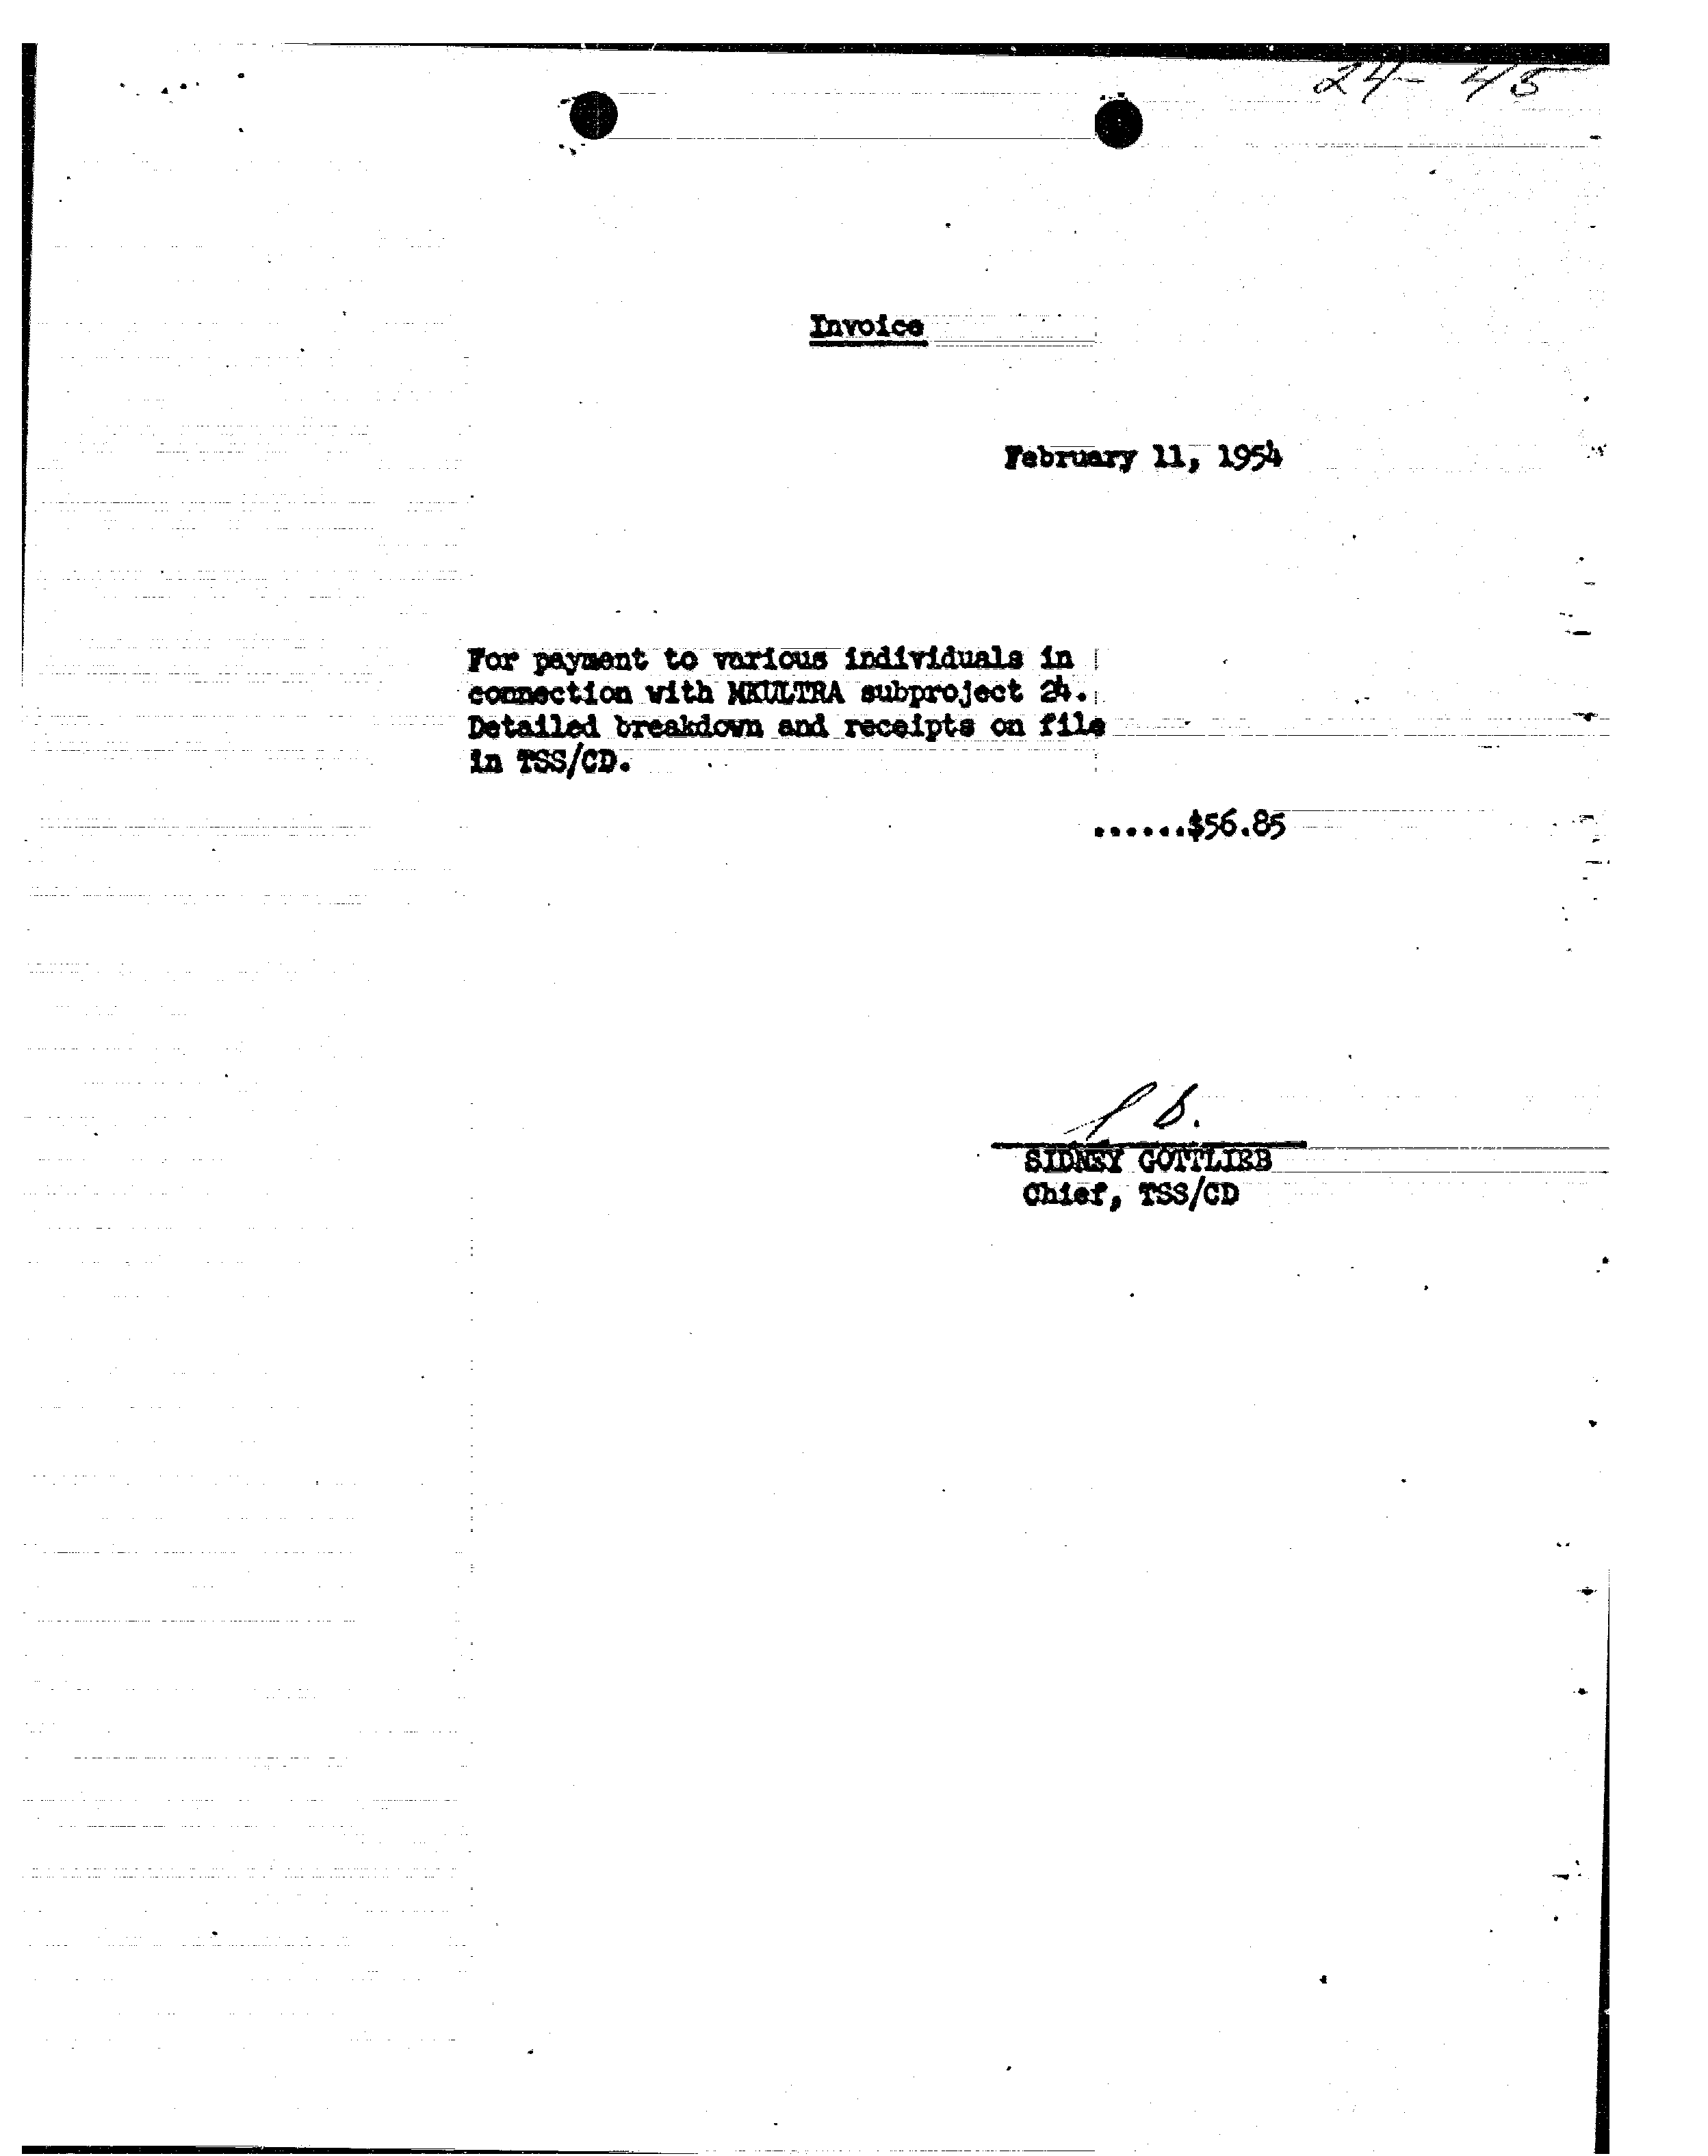 24-45
Invoice
February 11, 1954
For payment to various individuals in
connection with MKULTRA subproject 24.
Detailed breakdown and receipts on file
in TSS/CD.
......$56.85
SIDNEY GOTTLIEB
Chief, TSS/CD